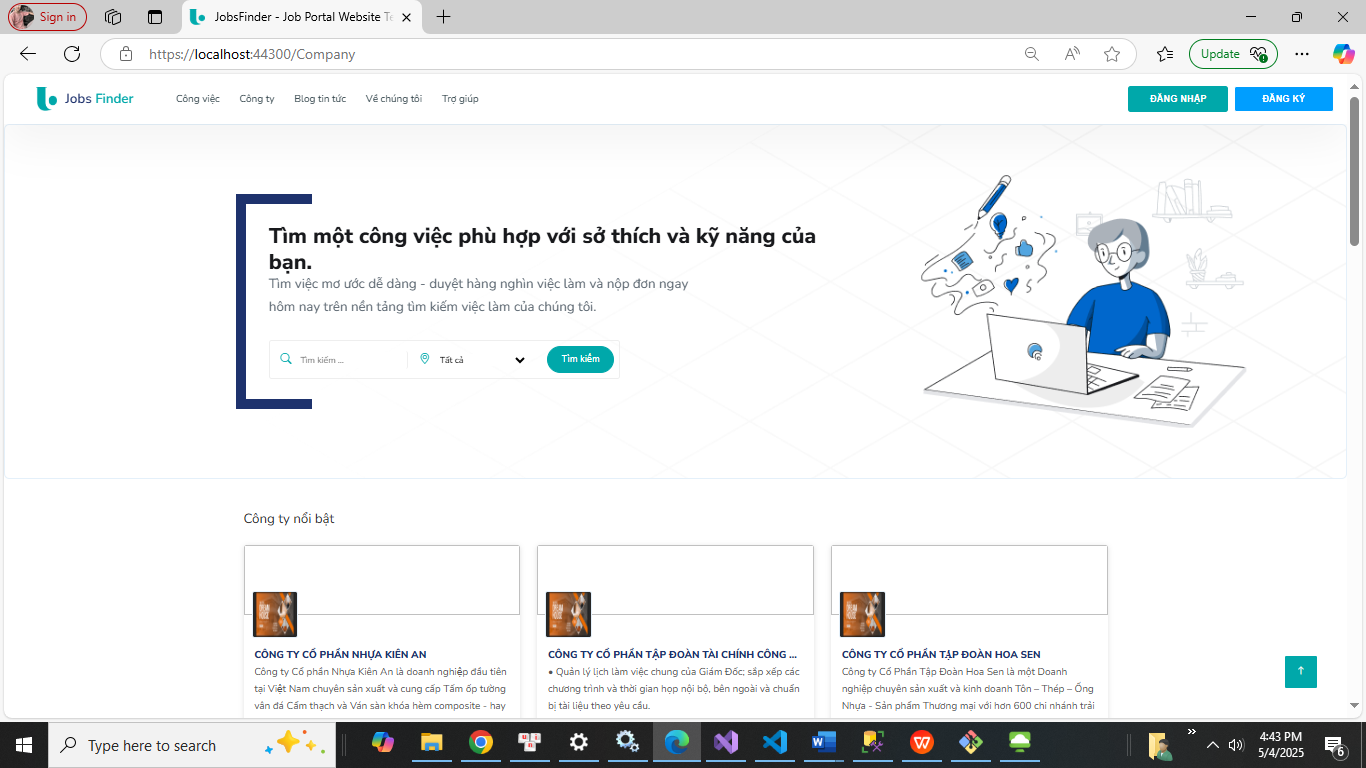 Sign in
JobsFinder - Job Portal Website Te
https://localhost:44300/Company
Update
Jobs Finder
Công việc
Công ty
Blog tin tức
Về chúng tôi
Trợ giúp
ĐĂNG NHẬP
ĐĂNG KÝ
Tìm một công việc phù hợp với sở thích và kỹ năng của
bạn.
Tìm việc mơ ước dễ dàng - duyệt hàng nghìn việc làm và nộp đơn ngay
hôm nay trên nền tảng tìm kiếm việc làm của chúng tôi.
Tìm kiếm ...
Tất cả
Tìm kiếm
Công ty nổi bật
CÔNG TY CỔ PHẦN NHỰA KIÊN AN
Công ty Cổ phần Nhựa Kiên An là doanh nghiệp đầu tiên
tại Việt Nam chuyên sản xuất và cung cấp Tấm ốp tường
vân đá Cẩm thạch và Ván sàn khóa hèm composite - hay
CÔNG TY CỔ PHẦN TẬP ĐOÀN TÀI CHÍNH CÔNG ...
• Quản lý lịch làm việc chung của Giám Đốc; sắp xếp các
chương trình và thời gian họp nội bộ, bên ngoài và chuẩn
bị tài liệu theo yêu cầu.
CÔNG TY CỔ PHẦN TẬP ĐOÀN HOA SEN
Công ty Cổ Phần Tập Đoàn Hoa Sen là một Doanh
nghiệp chuyên sản xuất và kinh doanh Tôn – Thép – Ống
Nhựa - Sản phẩm Thương mại với hơn 600 chi nhánh trải
Type here to search
4:43 PM
5/4/2025
6